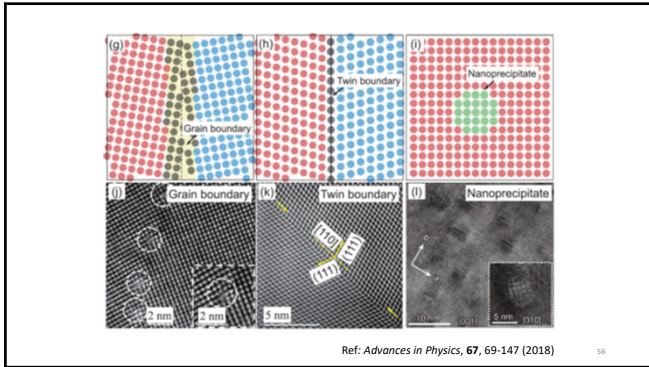 (g)
Grain boundary
(h)
Twin boundary
(i)
Nanoprecipitate
(j)
Grain boundary
2 nm
2 nm
(k)
Twin boundary
[110]
(111)
(111)
5 nm
(l)
Nanoprecipitate
10 nm
[001]
5 nm
[010]
Ref: Advances in Physics, 67, 69-147 (2018)
56